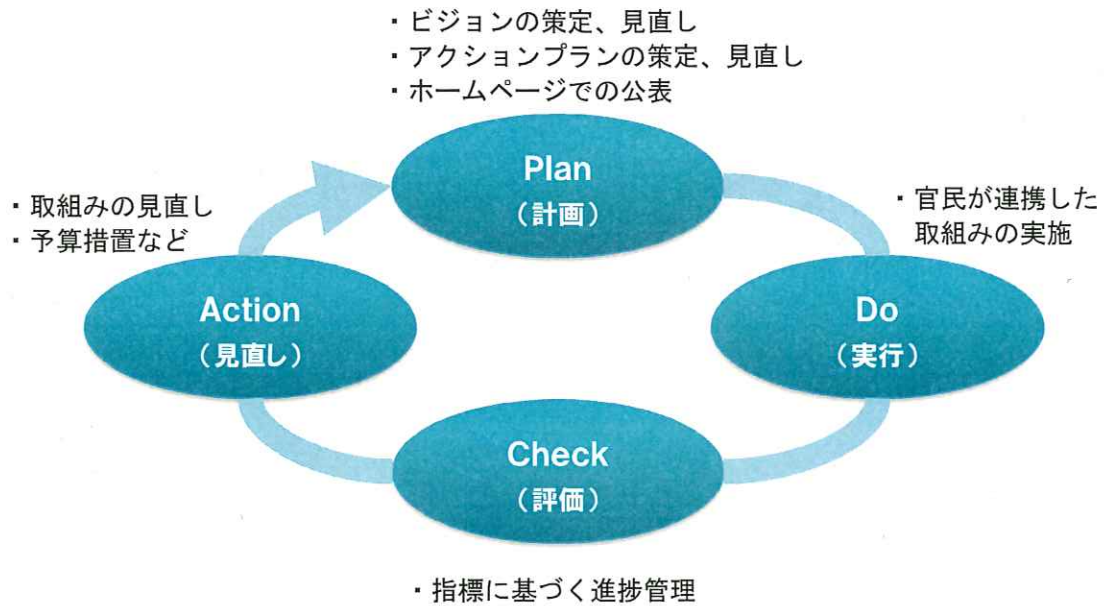 ・ビジョンの策定、見直し
・アクションプランの策定、見直し
・ホームページでの公表
Plan
（計画）
・取組みの見直し
・予算措置など
・官民が連携した
取組みの実施
Action
（見直し）
Do
（実行）
Check
（評価）
・指標に基づく進捗管理